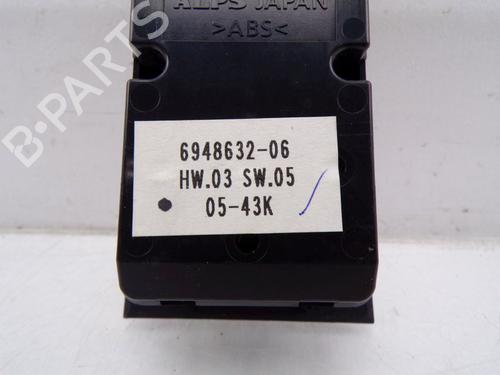 ALPS JAPAN
>ABS<
6948632-06
HW.03 SW.05
05-43K
B-PARTS